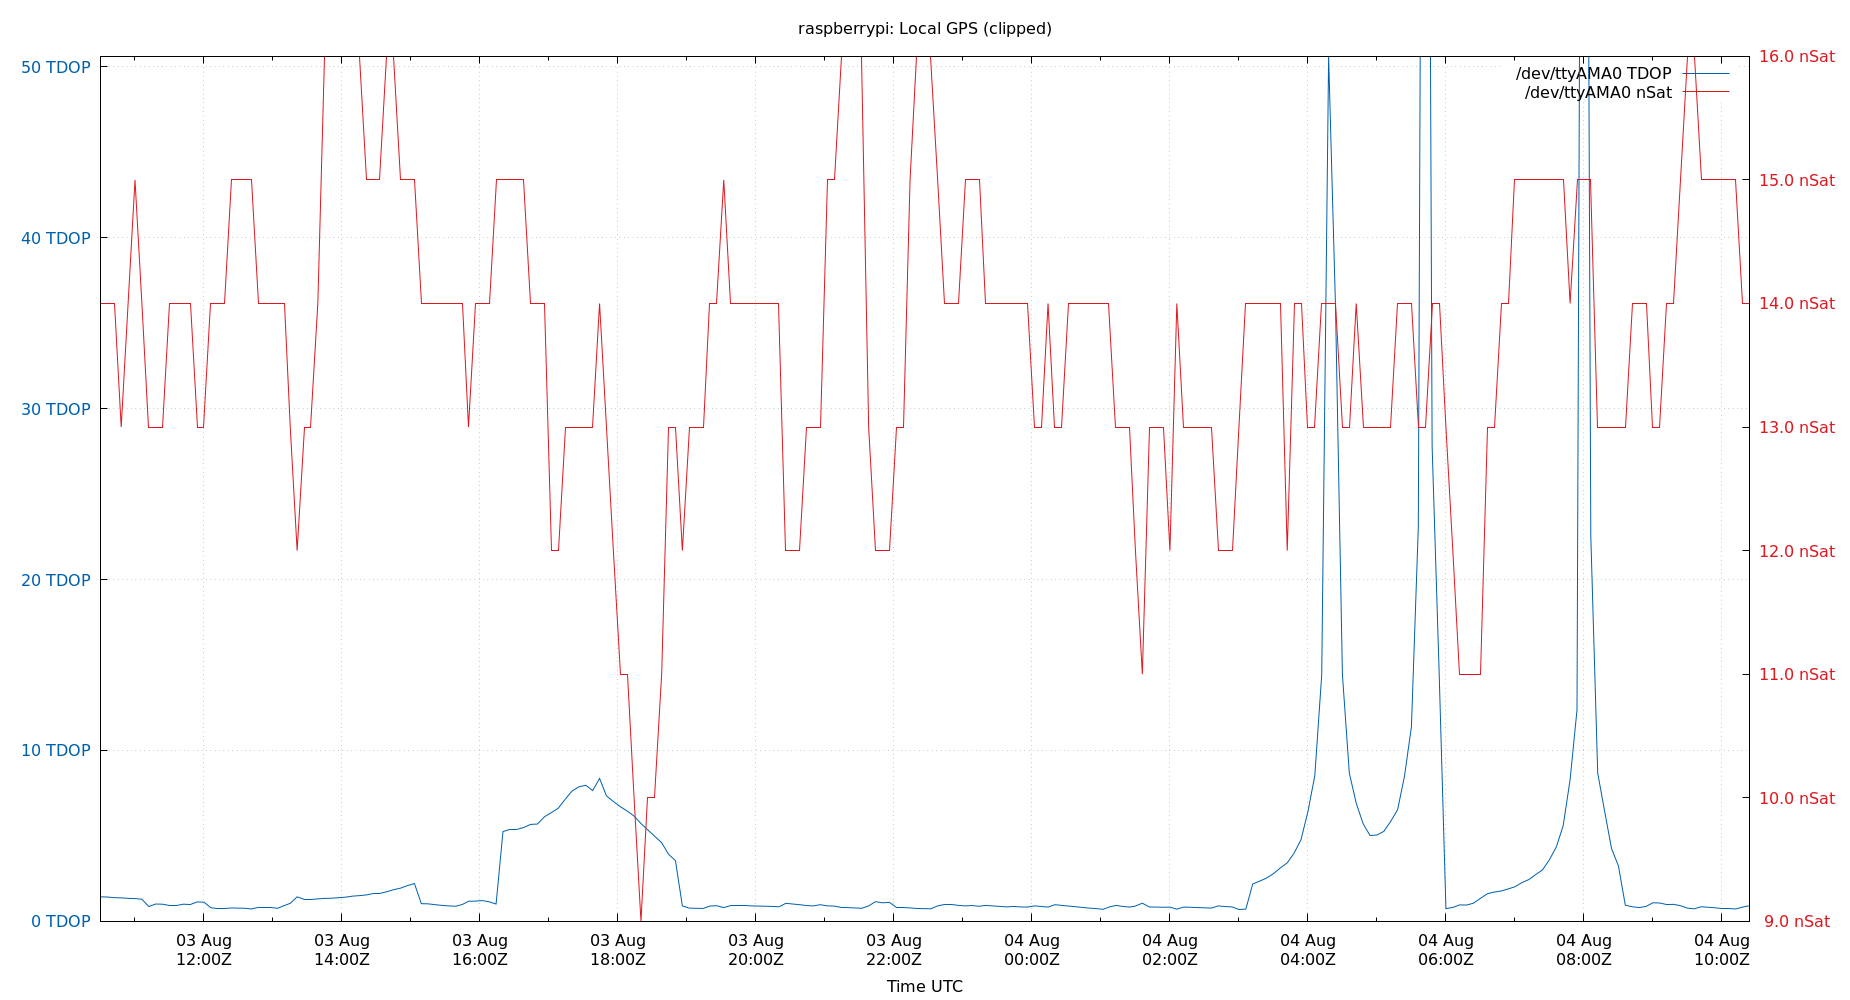 raspberrypi: Local GPS (clipped)
50 TDOP
40 TDOP
30 TDOP
20 TDOP
10 TDOP
0 TDOP
16.0 nSat
15.0 nSat
14.0 nSat
13.0 nSat
12.0 nSat
11.0 nSat
10.0 nSat
9.0 nSat
/dev/ttyAMA0 TDOP
/dev/ttyAMA0 nSat
03 Aug 03 Aug 03 Aug 03 Aug 03 Aug 03 Aug 04 Aug 04 Aug 04 Aug 04 Aug 04 Aug 04 Aug
12:00Z 14:00Z 16:00Z 18:00Z 20:00Z 22:00Z 00:00Z 02:00Z 04:00Z 06:00Z 08:00Z 10:00Z
Time UTC